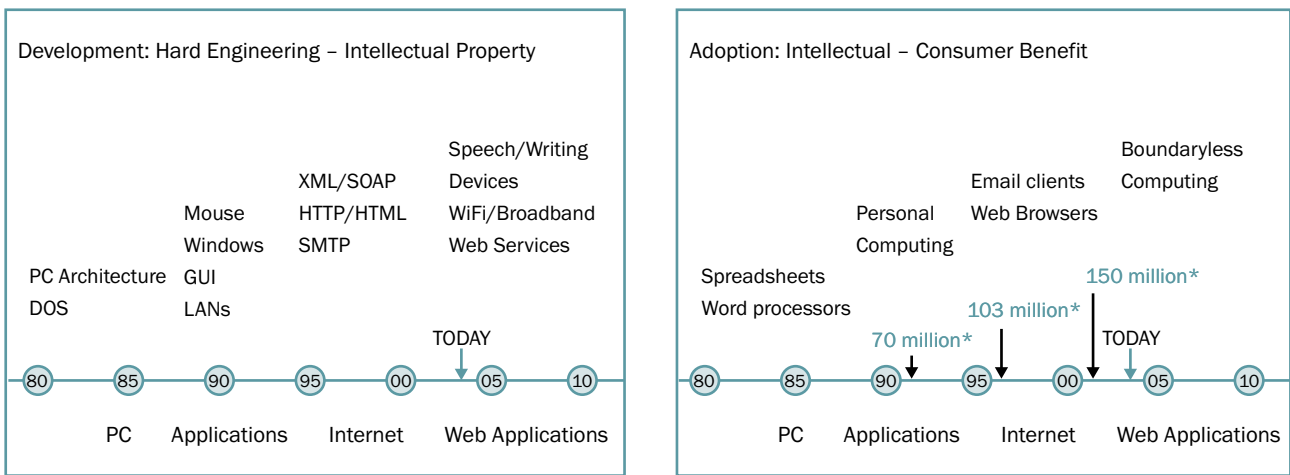 Development: Hard Engineering – Intellectual Property
Speech/Writing
Devices
WiFi/Broadband
Web Services
XML/SOAP
HTTP/HTML
SMTP
Mouse
Windows
GUI
LANs
PC Architecture
DOS
TODAY
80 85 90 95 00 05 10
PC Applications Internet Web Applications
Adoption: Intellectual – Consumer Benefit
Boundaryless
Computing
Email clients
Web Browsers
Personal
Computing
Spreadsheets
Word processors
150 million*
103 million*
70 million*
TODAY
80 85 90 95 00 05 10
PC Applications Internet Web Applications